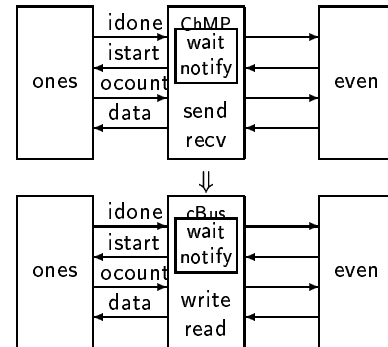 idone
ChMP
istart
wait
notify
ones
ocount
even
data
send
recv
⇓
idone
cBus
istart
wait
notify
ones
ocount
even
data
write
read